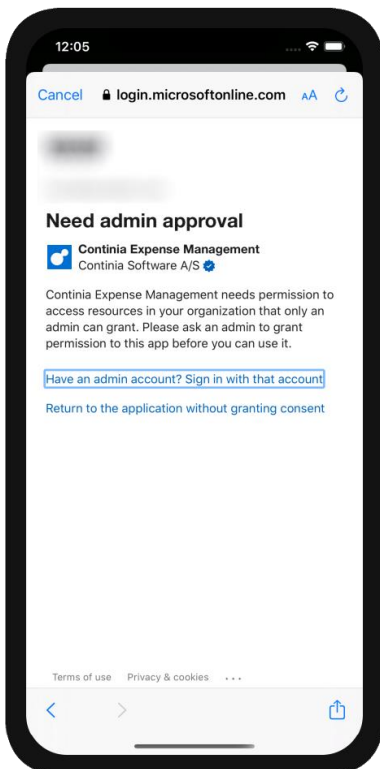 12:05
Cancel login.microsoftonline.com AA
Need admin approval
Continia Expense Management
Continia Software A/S
Continia Expense Management needs permission to
access resources in your organization that only an
admin can grant. Please ask an admin to grant
permission to this app before you can use it.
Have an admin account? Sign in with that account
Return to the application without granting consent
Terms of use Privacy & cookies ...